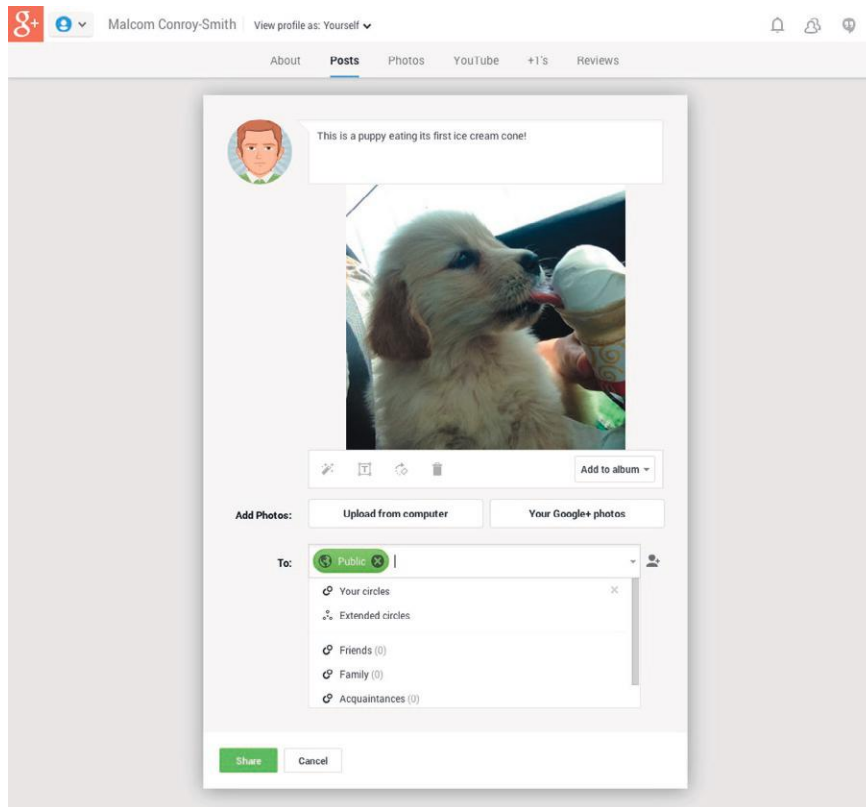 g+ Malcom Conroy-Smith View profile as: Yourself
About Posts Photos YouTube +1's Reviews
This is a puppy eating its first ice cream cone!
T
Add to album
Add Photos: Upload from computer Your Google+ photos
To: Public
Your circles
Extended circles
Friends (0)
Family (0)
Acquaintances (0)
Share Cancel